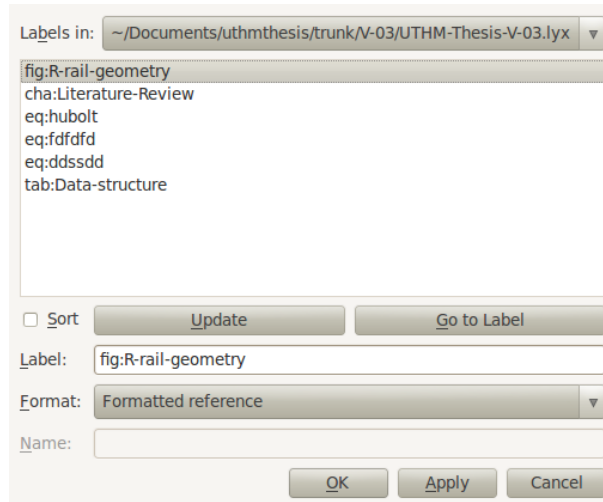 Labels in: ~/Documents/uthmthesis/trunk/V-03/UTHM-Thesis-V-03.lyx
fig:R-rail-geometry
cha:Literature-Review
eq:hubolt
eq:fdfdfd
eq:ddssdd
tab:Data-structure
Sort Update Go to Label
Label: fig:R-rail-geometry
Format: Formatted reference
Name:
OK Apply Cancel